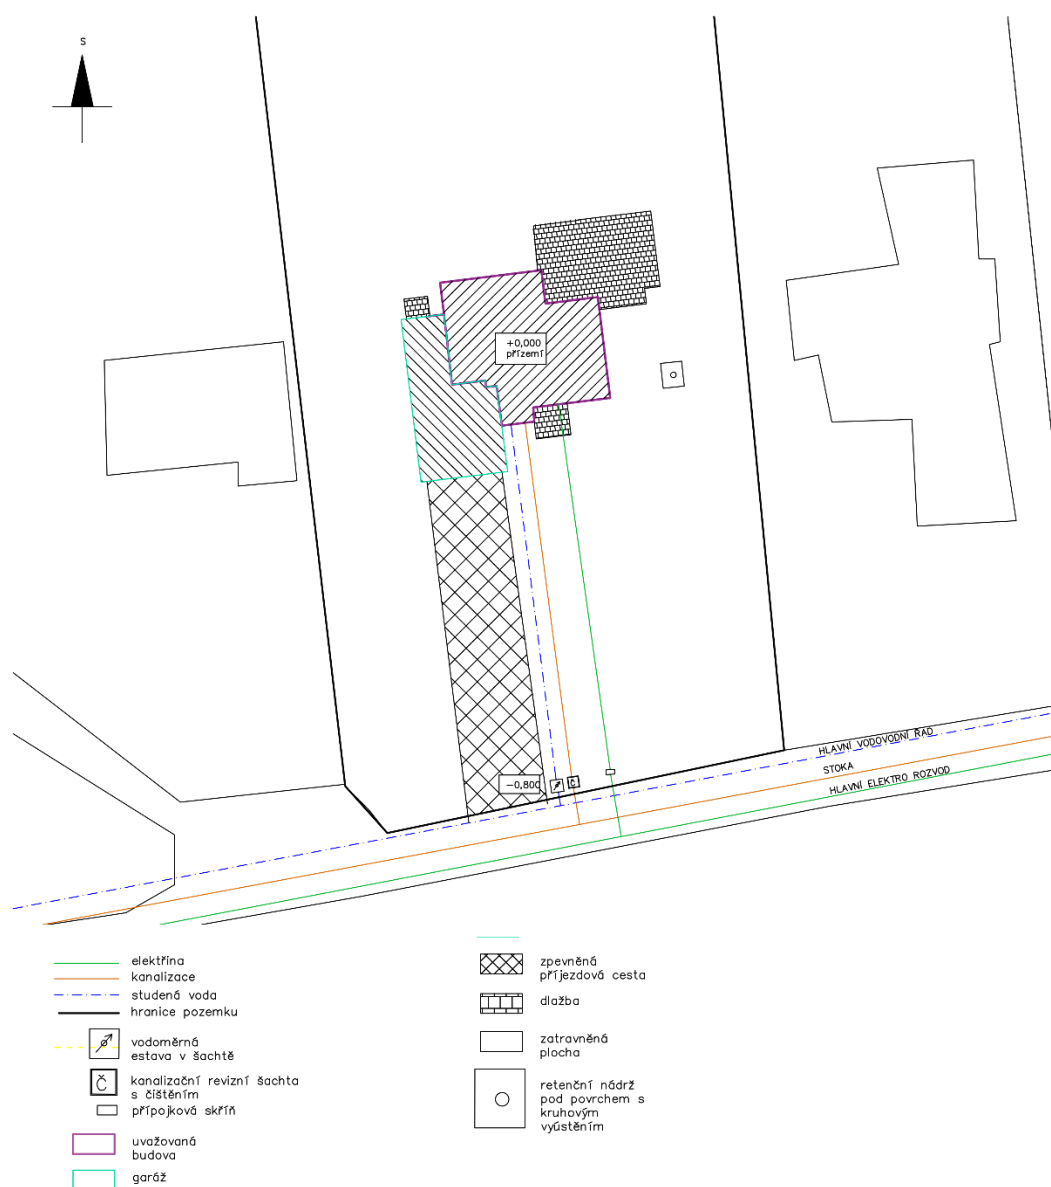 S
+0,000
přízemí
−0,800
Č
HLAVNÍ VODOVODNÍ ŘAD
STOKA
HLAVNÍ ELEKTRO ROZVOD
elektřina
kanalizace
studená voda
hranice pozemku
vodoměrná
estava v šachtě
Č
kanalizační revizní šachta
s čištěním
přípojková skříň
uvažovaná
budova
garáž
zpevněná
příjezdová cesta
dlažba
zatravněná
plocha
retenční nádrž
pod povrchem s
kruhovým
vyústěním